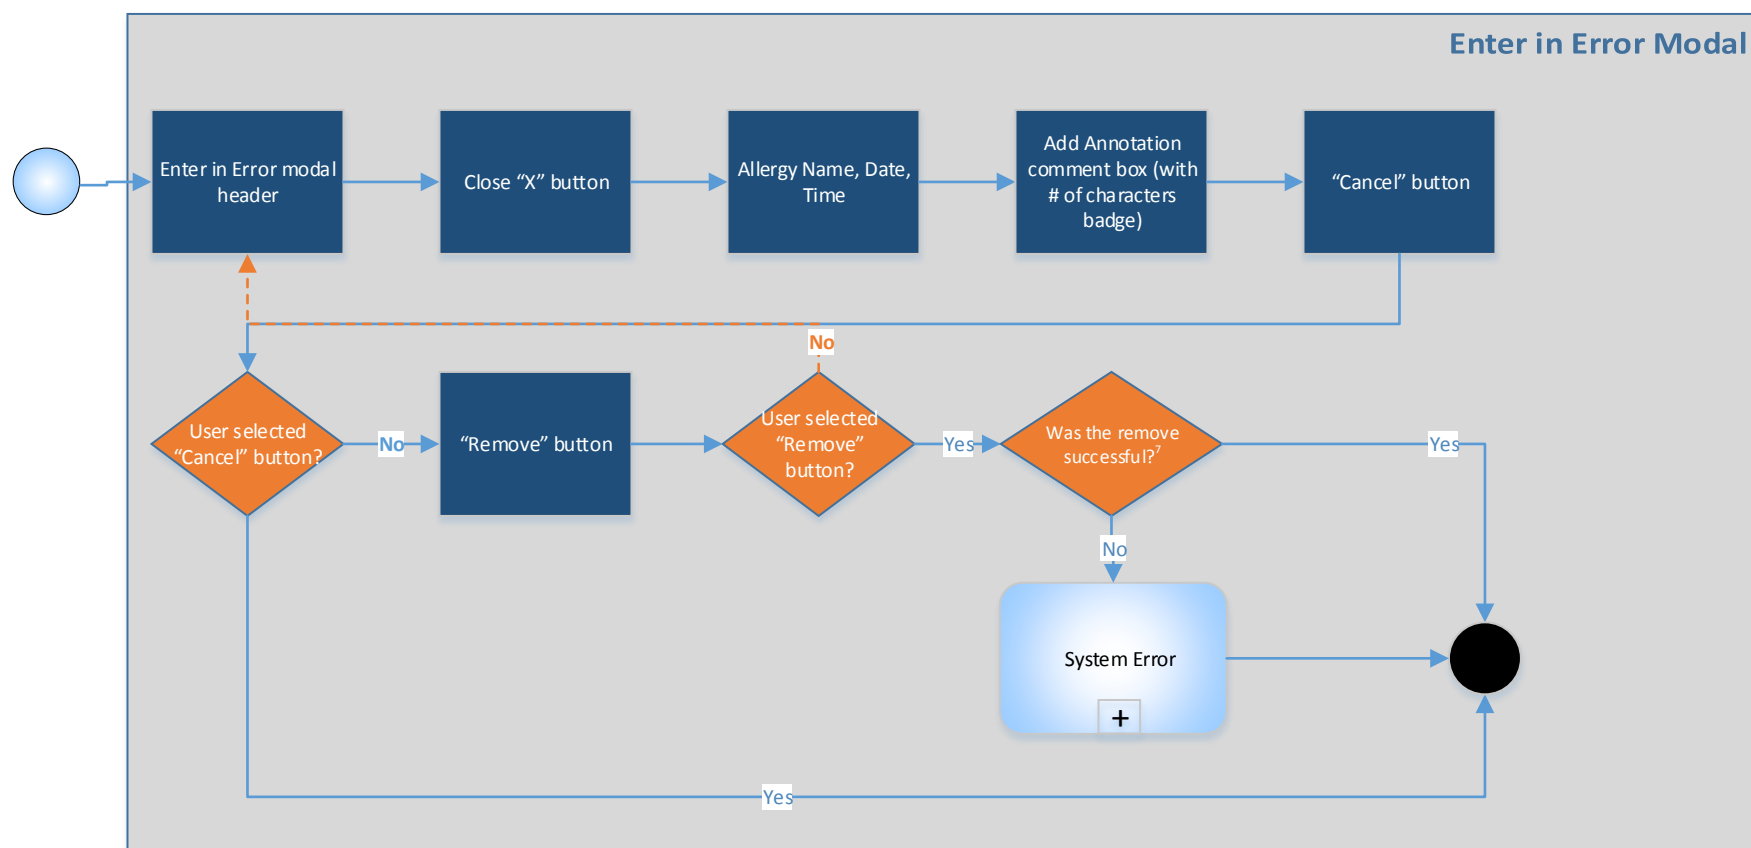 Enter in Error Modal
Enter in Error modal
header
Close “X” button
Allergy Name, Date,
Time
Add Annotation
comment box (with
# of characters
badge)
“Cancel” button
No
User selected
“Cancel” button?
No
“Remove” button
User selected
“Remove”
button?
Yes
Was the remove
successful?⁷
Yes
No
System Error
+
Yes